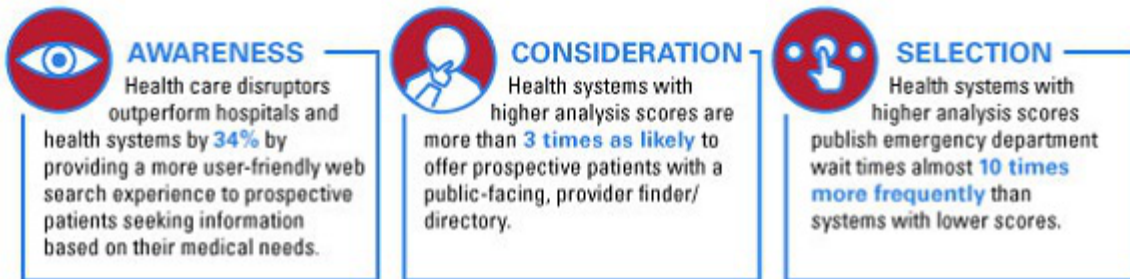 AWARENESS
Health care disruptors
outperform hospitals and
health systems by 34% by
providing a more user-friendly web
search experience to prospective
patients seeking information
based on their medical needs.
CONSIDERATION
Health systems with
higher analysis scores are
more than 3 times as likely to
offer prospective patients with a
public-facing, provider finder/
directory.
SELECTION
Health systems with
higher analysis scores
publish emergency department
wait times almost 10 times
more frequently than
systems with lower scores.